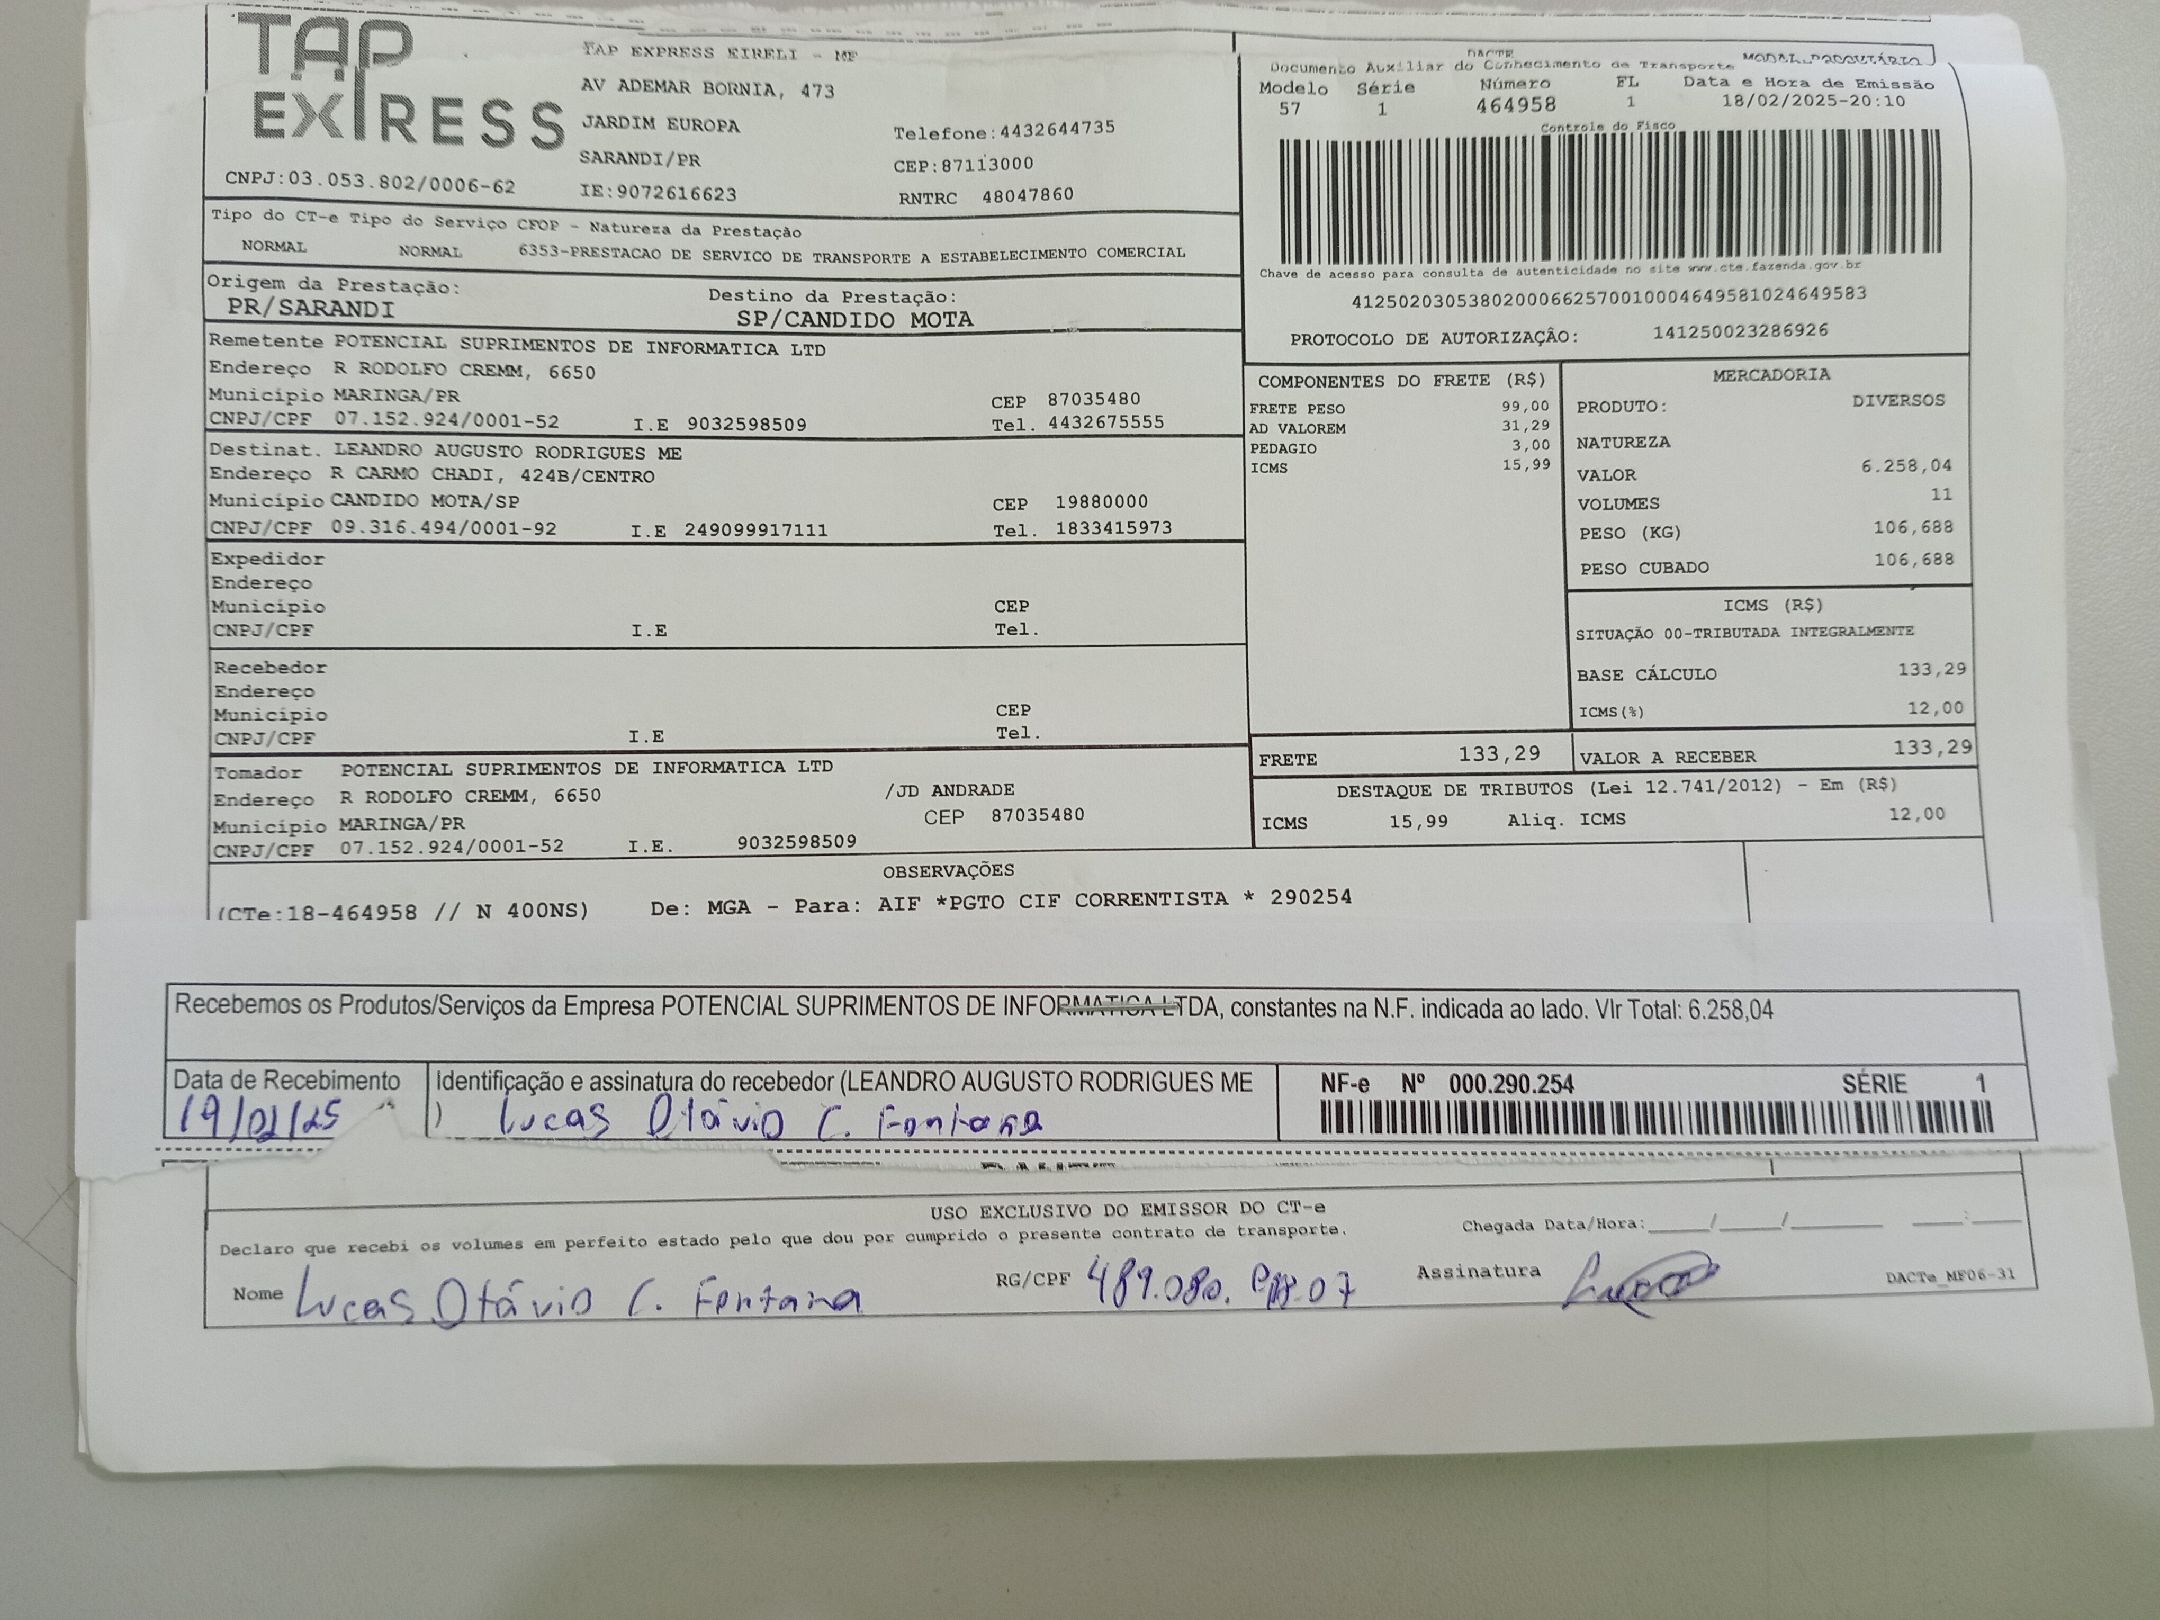 TAP
EXPRESS
TAP EXPRESS EIRELI - ME
AV ADEMAR BORNIA, 473
JARDIM EUROPA
Telefone:4432644735
SARANDI/PR
CEP:87113000
CNPJ:03.053.802/0006-62
IE:9072616623
RNTRC 48047860
DACTE
Documento Auxiliar do Conhecimento de Transporte
Modelo Série Número FL Data e Hora de Emissão
57 1 464958 1 18/02/2025-20:10
Controle do Fisco
Chave de acesso para consulta de autenticidade no site www.cte.fazenda.gov.br
41250203053802000662570010004649581024649583
PROTOCOLO DE AUTORIZAÇÂO: 141250023286926
Tipo do CT-e Tipo do Serviço CFOP - Natureza da Prestação
NORMAL NORMAL 6353-PRESTACAO DE SERVICO DE TRANSPORTE A ESTABELECIMENTO COMERCIAL
Origem da Prestação: Destino da Prestação:
PR/SARANDI SP/CANDIDO MOTA
Remetente POTENCIAL SUPRIMENTOS DE INFORMATICA LTD
Endereço R RODOLFO CREMM, 6650
Município MARINGA/PR CEP 87035480
CNPJ/CPF 07.152.924/0001-52 I.E 9032598509 Tel. 4432675555
Destinat. LEANDRO AUGUSTO RODRIGUES ME
Endereço R CARMO CHADI, 424B/CENTRO
Município CANDIDO MOTA/SP CEP 19880000
CNPJ/CPF 09.316.494/0001-92 I.E 249099917111 Tel. 1833415973
Expedidor
Endereço
Município CEP
CNPJ/CPF I.E Tel.
Recebedor
Endereço
Município CEP
CNPJ/CPF I.E Tel.
Tomador POTENCIAL SUPRIMENTOS DE INFORMATICA LTD
Endereço R RODOLFO CREMM, 6650 /JD ANDRADE
Município MARINGA/PR CEP 87035480
CNPJ/CPF 07.152.924/0001-52 I.E. 9032598509
COMPONENTES DO FRETE (R$)
FRETE PESO 99,00
AD VALOREM 31,29
PEDAGIO 3,00
ICMS 15,99
MERCADORIA
PRODUTO: DIVERSOS
NATUREZA
VALOR 6.258,04
VOLUMES 11
PESO (KG) 106,688
PESO CUBADO 106,688
ICMS (R$)
SITUAÇÃO 00-TRIBUTADA INTEGRALMENTE
BASE CÁLCULO 133,29
ICMS(%) 12,00
FRETE 133,29 VALOR A RECEBER 133,29
DESTAQUE DE TRIBUTOS (Lei 12.741/2012) - Em (R$)
ICMS 15,99 Aliq. ICMS 12,00
OBSERVAÇÕES
(CTe:18-464958 // N 400NS) De: MGA - Para: AIF *PGTO CIF CORRENTISTA * 290254
Recebemos os Produtos/Serviços da Empresa POTENCIAL SUPRIMENTOS DE INFORMATICA LTDA, constantes na N.F. indicada ao lado. Vlr Total: 6.258,04
Data de Recebimento Identificação e assinatura do recebedor (LEANDRO AUGUSTO RODRIGUES ME NF-e Nº 000.290.254 SÉRIE 1
19/02/25 ) Lucas Otávio C. Fontana
USO EXCLUSIVO DO EMISSOR DO CT-e
Declaro que recebi os volumes em perfeito estado pelo que dou por cumprido o presente contrato de transporte. Chegada Data/Hora:____/____/______ ___:___
Nome Lucas Otávio C. Fontana RG/CPF 489.080. Assinatura DACTe_MF06-31